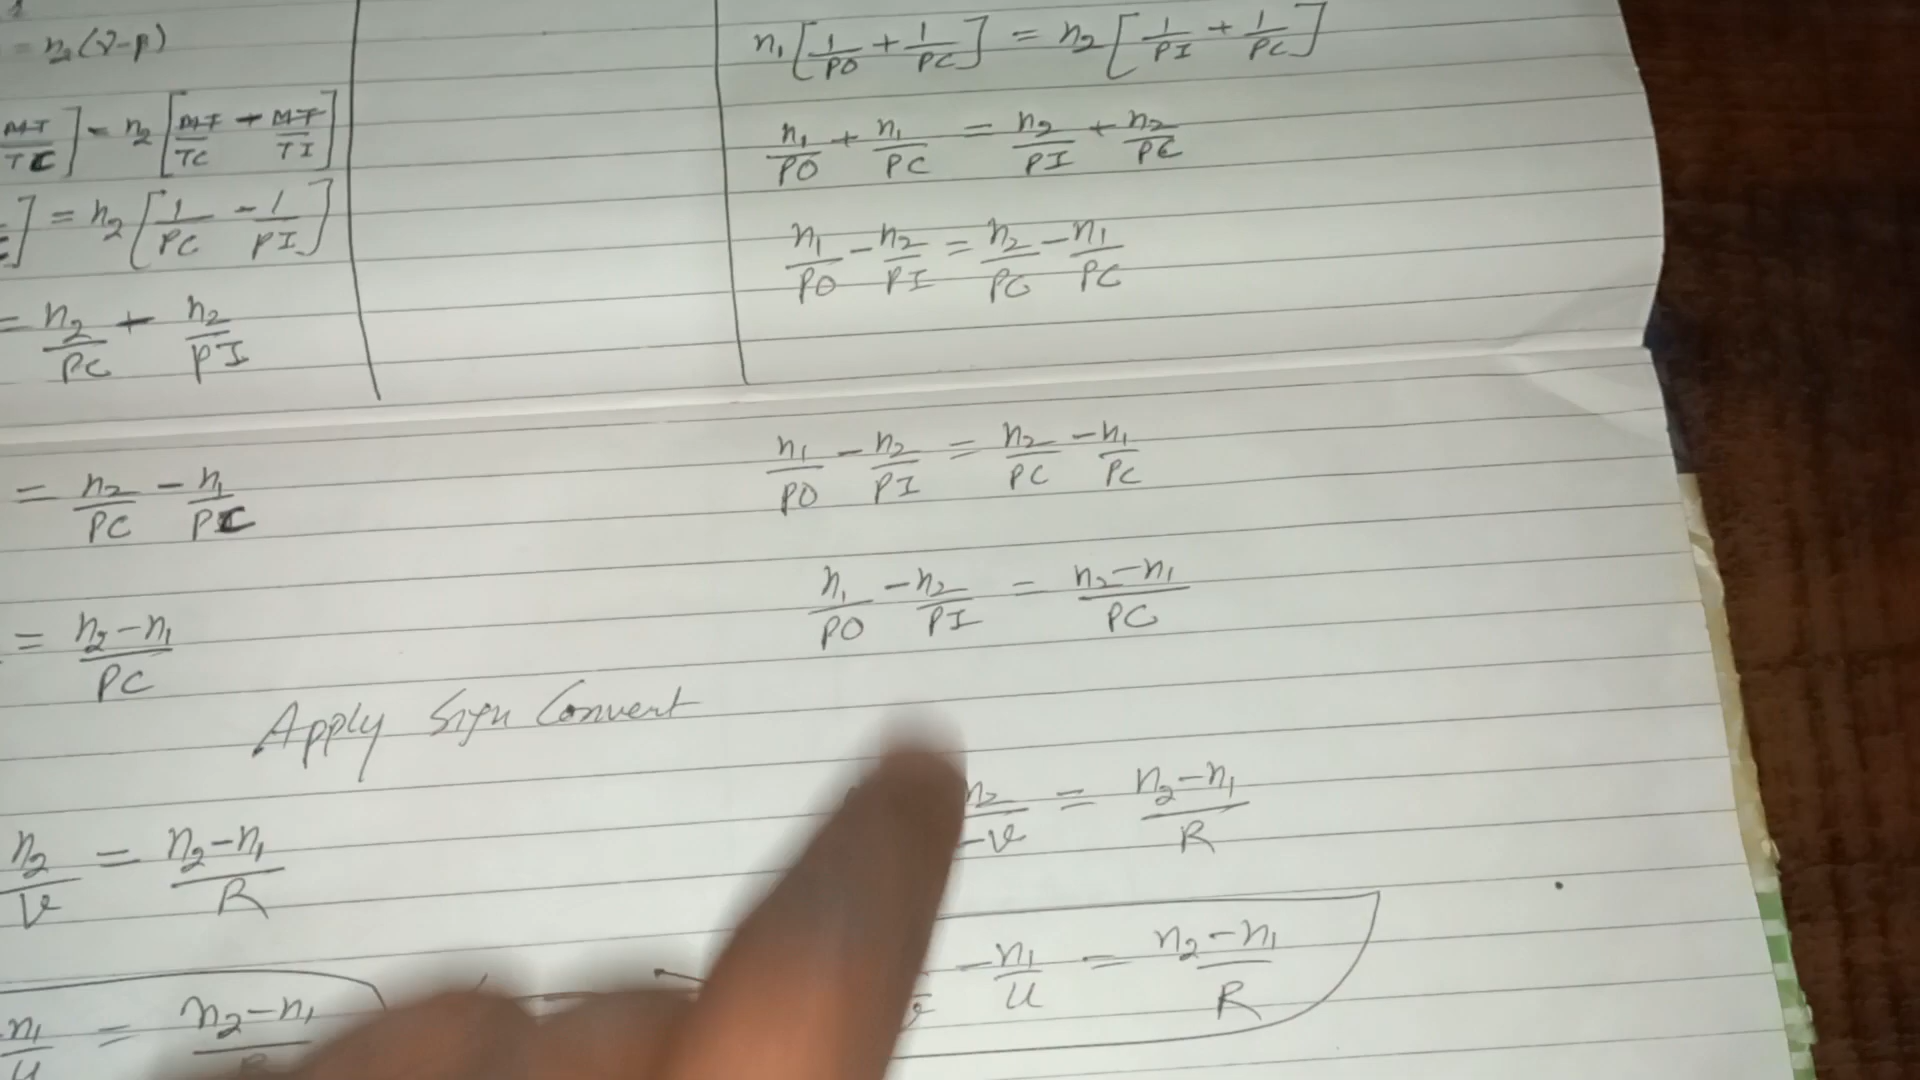 = n₂(r-p)
MI/TC] = n₂[MI/TC + MI/TI]
] = n₂[1/PC - 1/PI]
= n₂/PC + n₂/PI
= n₂/PC - n₁/PC
= n₂-n₁/PC
n₁[1/PO + 1/PC] = n₂[1/PI + 1/PC]
n₁/PO + n₁/PC = n₂/PI + n₂/PC
n₁/PO - n₂/PI = n₂/PC - n₁/PC
n₁/PO - n₂/PI = n₂/PC - n₁/PC
n₁/PO - n₂/PI = n₂-n₁/PC
Apply Sign Convent
n₂/v = n₂-n₁/R
n₁/u = n₂-n₁
n₂/-v = n₂-n₁/R
- n₁/u = n₂-n₁/R